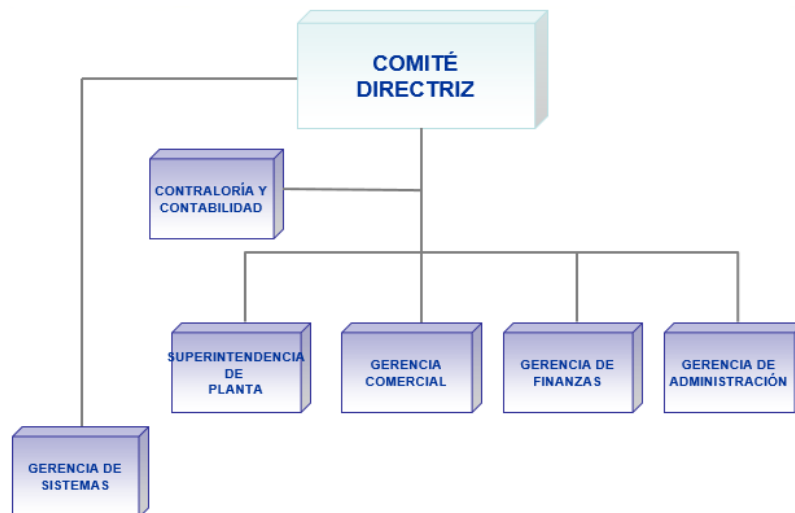 COMITÉ
DIRECTRIZ
CONTRALORÍA Y
CONTABILIDAD
SUPERINTENDENCIA
DE
PLANTA
GERENCIA
COMERCIAL
GERENCIA DE
FINANZAS
GERENCIA DE
ADMINISTRACIÓN
GERENCIA DE
SISTEMAS